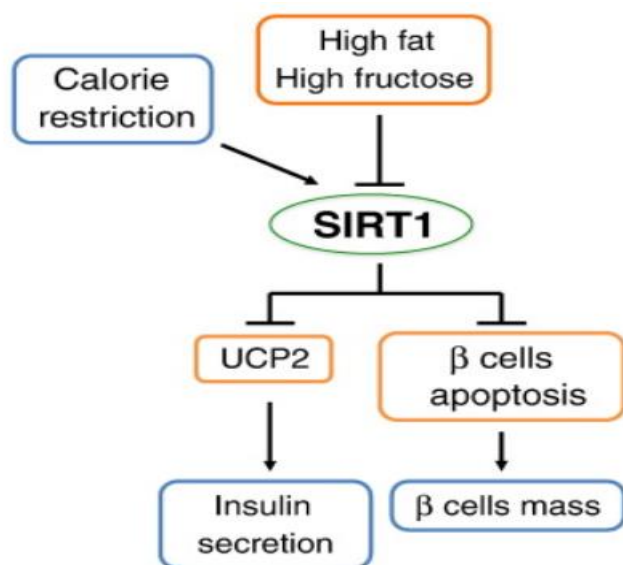 High fat
High fructose
Calorie
restriction
SIRT1
UCP2
β cells
apoptosis
Insulin
secretion
β cells mass